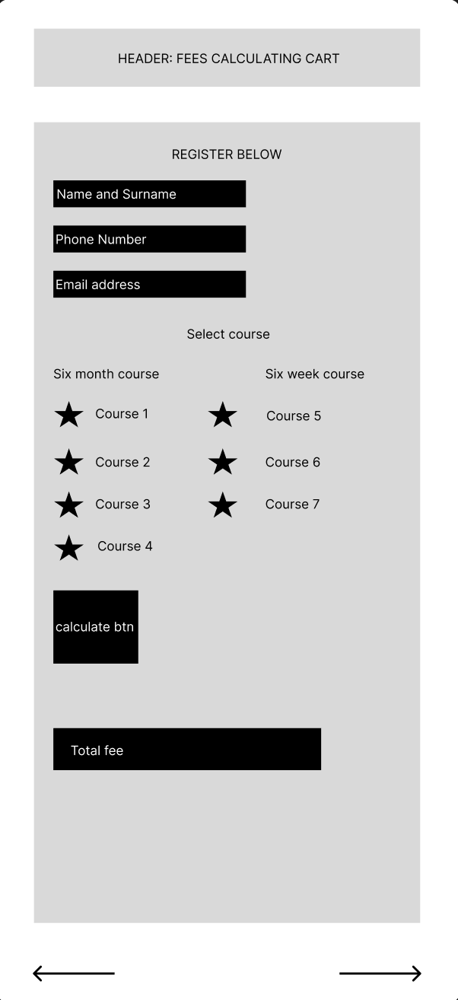 HEADER: FEES CALCULATING CART
REGISTER BELOW
Name and Surname
Phone Number
Email address
Select course
Six month course
Six week course
Course 1
Course 5
Course 2
Course 6
Course 3
Course 7
Course 4
calculate btn
Total fee